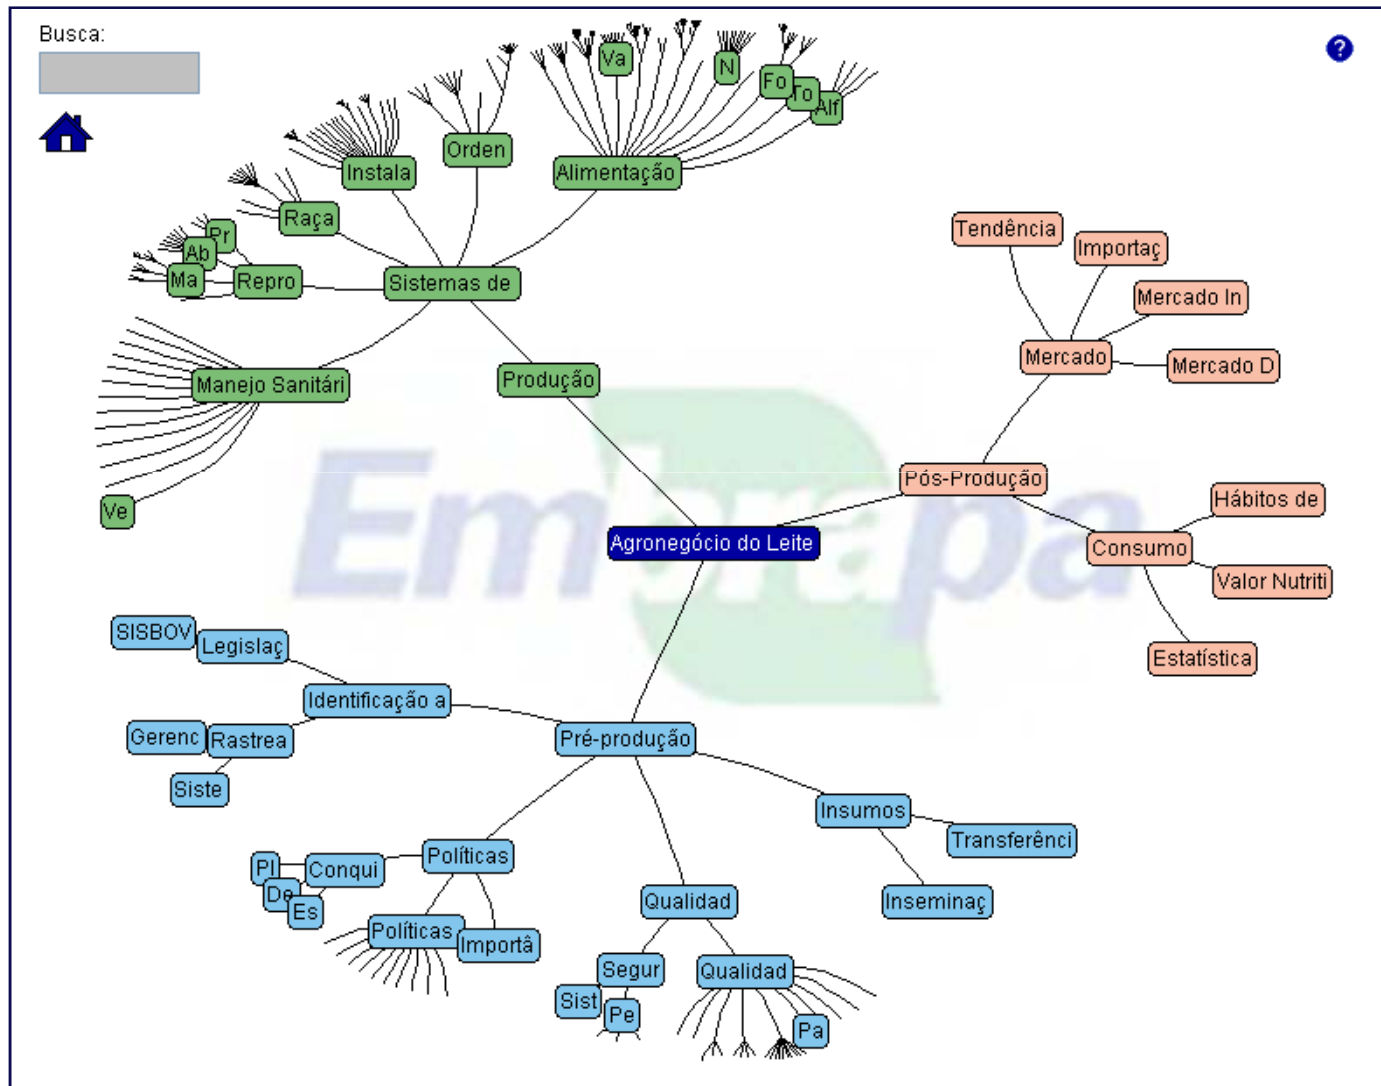 Busca:
?
Va
N
Fo
To
Alf
Orden
Instala
Alimentação
Raça
Pr
Ab
Ma
Repro
Sistemas de
Tendência
Importaç
Mercado In
Mercado
Mercado D
Manejo Sanitári
Produção
Ve
Pós-Produção
Hábitos de
Consumo
Valor Nutriti
Estatística
Agronegócio do Leite
Embrapa
SISBOV
Legislaç
Identificação a
Gerenc
Rastrea
Siste
Pré-produção
Insumos
Transferênci
Inseminaç
Políticas
Conqui
Pl
De
Es
Políticas
Importâ
Qualidad
Segur
Qualidad
Sist
Pe
Pa